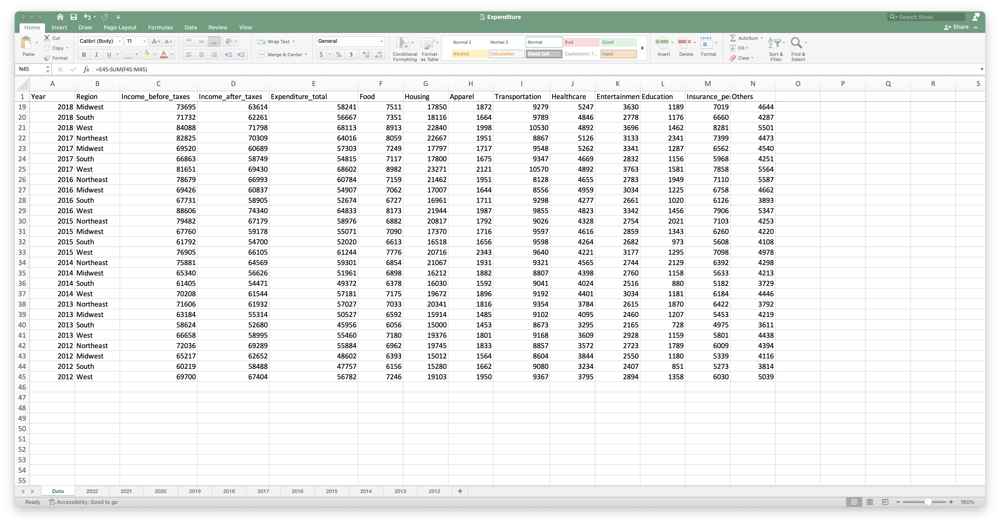 Expenditure
Search Sheet
Home Insert Draw Page Layout Formulas Data Review View
Share
Paste
Cut
Copy
Format
Calibri (Body) 11
B I U
Wrap Text
Merge & Center
General
$ %
Conditional Formatting
Format as Table
Normal 2 Normal 3 Normal Bad Good
Neutral Calculation Check Cell Explanatory T... Input
Insert Delete Format
AutoSum
Fill
Clear
Sort & Filter
Find & Select
N45 fx =E45-SUM(F45:M45)
A B C D E F G H I J K L M N O P Q R S
1 Year Region Income_before_taxes Income_after_taxes Expenditure_total Food Housing Apparel Transportation Healthcare Entertainmen Education Insurance_pe Others
19 2018 Midwest 73695 63614 58241 7511 17850 1872 9279 5247 3630 1189 7019 4644
20 2018 South 71732 62261 56667 7351 18116 1664 9789 4846 2778 1176 6660 4287
21 2018 West 84088 71798 68113 8913 22840 1998 10530 4892 3696 1462 8281 5501
22 2017 Northeast 82825 70309 64016 8059 22667 1951 8867 5126 3133 2341 7399 4473
23 2017 Midwest 69520 60689 57303 7249 17797 1717 9548 5262 3341 1287 6562 4540
24 2017 South 66863 58749 54815 7117 17800 1675 9347 4669 2832 1156 5968 4251
25 2017 West 81651 69430 68602 8982 23271 2121 10570 4892 3763 1581 7858 5564
26 2016 Northeast 78679 66993 60784 7159 21462 1951 8128 4655 2783 1949 7110 5587
27 2016 Midwest 69426 60837 54907 7062 17007 1644 8556 4959 3034 1225 6758 4662
28 2016 South 67731 58905 52674 6727 16961 1711 9298 4277 2661 1020 6126 3893
29 2016 West 88606 74340 64833 8173 21944 1987 9855 4823 3342 1456 7906 5347
30 2015 Northeast 79482 67179 58976 6882 20817 1792 9026 4328 2754 2021 7103 4253
31 2015 Midwest 67760 59178 55071 7090 17370 1716 9597 4616 2859 1343 6260 4220
32 2015 South 61792 54700 52020 6613 16518 1656 9598 4264 2682 973 5608 4108
33 2015 West 76905 66105 61244 7776 20716 2343 9640 4221 3177 1295 7098 4978
34 2014 Northeast 75881 64569 59301 6854 21067 1931 9321 4565 2744 2129 6392 4298
35 2014 Midwest 65340 56626 51961 6898 16212 1882 8807 4398 2760 1158 5633 4213
36 2014 South 61405 54471 49372 6378 16030 1592 9041 4024 2516 880 5182 3729
37 2014 West 70208 61544 57181 7175 19672 1896 9192 4401 3034 1181 6184 4446
38 2013 Northeast 71606 61932 57027 7033 20341 1816 9354 3784 2615 1870 6422 3792
39 2013 Midwest 63184 55314 50527 6592 15914 1485 9102 4095 2460 1207 5453 4219
40 2013 South 58624 52680 45956 6056 15000 1453 8673 3295 2165 728 4975 3611
41 2013 West 66658 58995 55460 7180 19376 1801 9168 3609 2928 1159 5801 4438
42 2012 Northeast 72036 69289 55884 6962 19745 1833 8857 3572 2723 1789 6009 4394
43 2012 Midwest 65217 62652 48602 6393 15012 1564 8604 3844 2550 1180 5339 4116
44 2012 South 60219 58488 47757 6156 15280 1662 9080 3234 2407 851 5273 3814
45 2012 West 69700 67404 56782 7246 19103 1950 9367 3795 2894 1358 6030 5039
46
47
48
49
50
51
52
53
54
55
Data 2022 2021 2020 2019 2018 2017 2016 2015 2014 2013 2012 +
Ready Accessibility: Good to go 160%